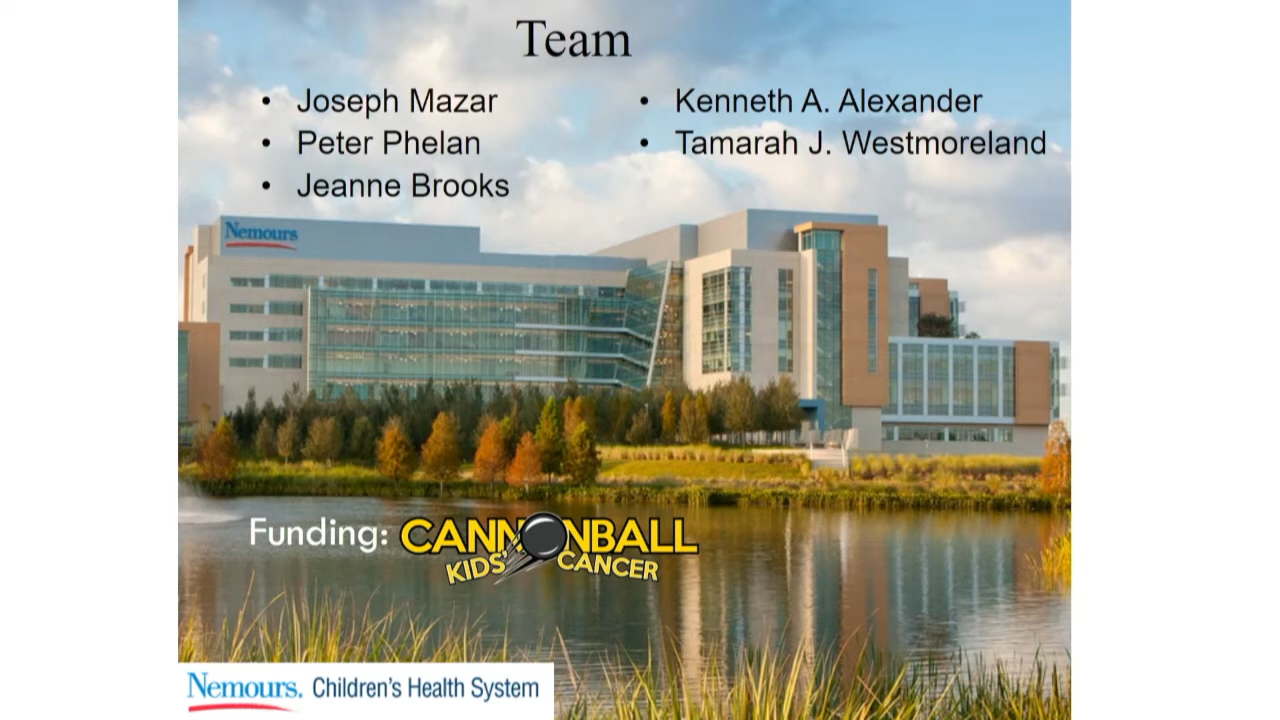 Team
• Joseph Mazar
• Peter Phelan
• Jeanne Brooks
• Kenneth A. Alexander
• Tamarah J. Westmoreland
Nemours
Funding: CANNONBALL
KIDS' CANCER
Nemours. Children's Health System